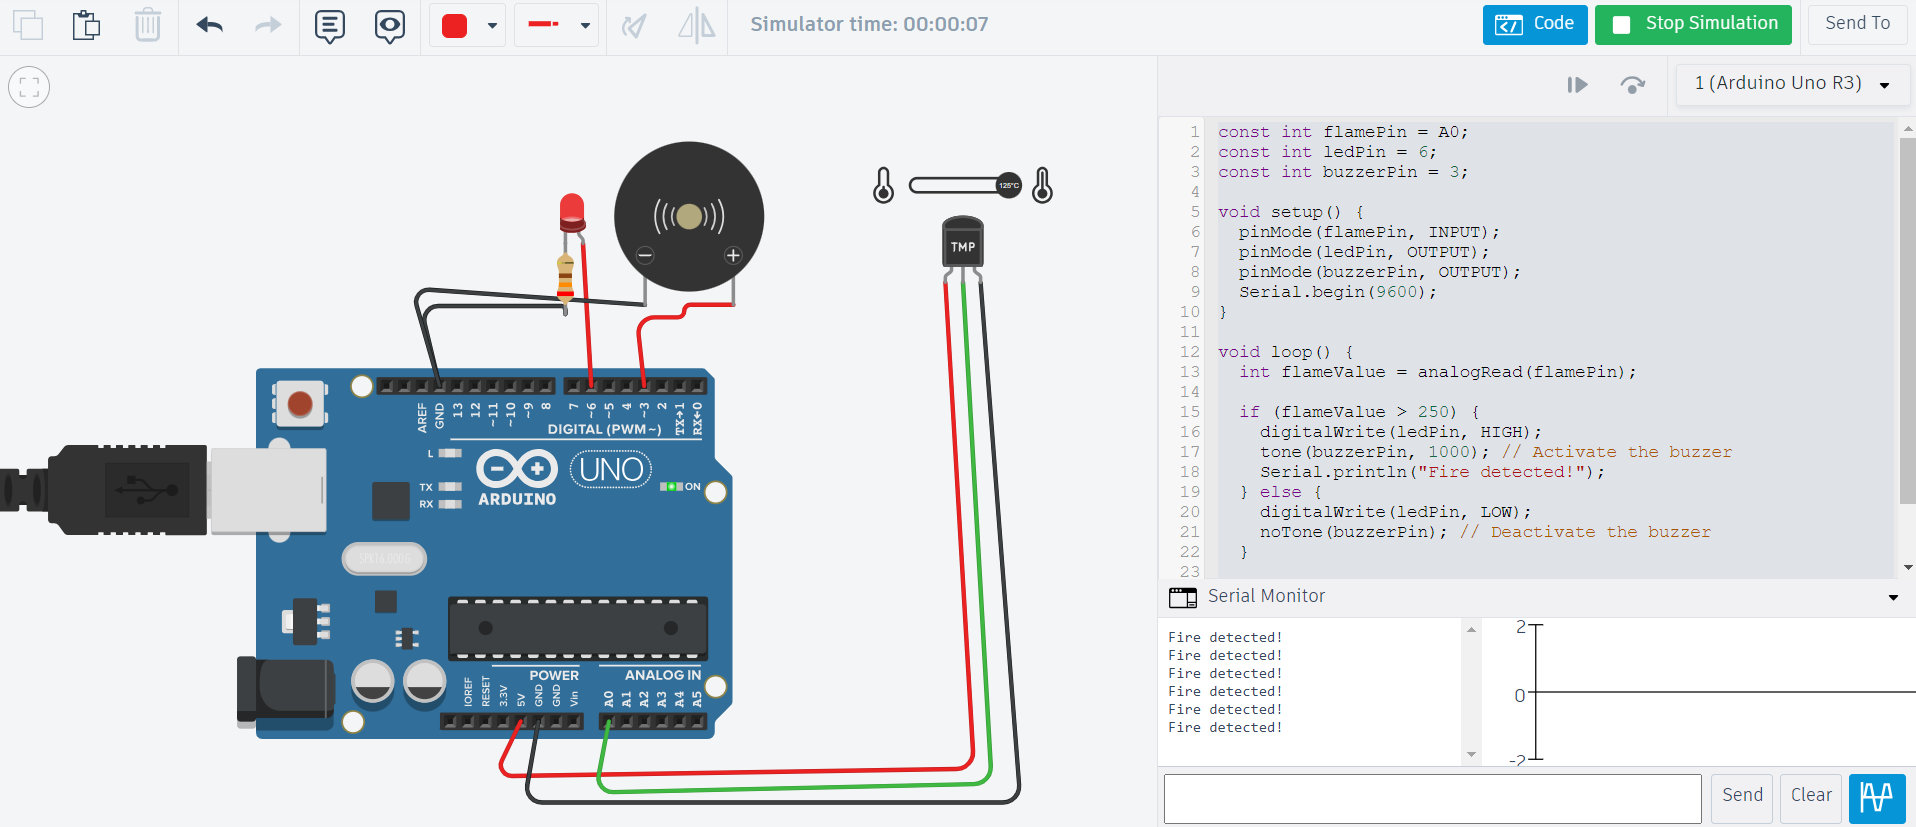 Simulator time: 00:00:07
Code
Stop Simulation
Send To
1 (Arduino Uno R3)
125°C
TMP
AREF
GND
13
12
~11
~10
~9
8
7
~6
~5
4
~3
2
TX→1
RX←0
DIGITAL (PWM~)
L
TX
RX
ARDUINO
UNO
ON
SPK16.000G
POWER
ANALOG IN
IOREF
RESET
3.3V
5V
GND
GND
Vin
A0
A1
A2
A3
A4
A5
1 const int flamePin = A0;
2 const int ledPin = 6;
3 const int buzzerPin = 3;
4
5 void setup() {
6 pinMode(flamePin, INPUT);
7 pinMode(ledPin, OUTPUT);
8 pinMode(buzzerPin, OUTPUT);
9 Serial.begin(9600);
10 }
11
12 void loop() {
13 int flameValue = analogRead(flamePin);
14
15 if (flameValue > 250) {
16 digitalWrite(ledPin, HIGH);
17 tone(buzzerPin, 1000); // Activate the buzzer
18 Serial.println("Fire detected!");
19 } else {
20 digitalWrite(ledPin, LOW);
21 noTone(buzzerPin); // Deactivate the buzzer
22 }
23
Serial Monitor
Fire detected!
Fire detected!
Fire detected!
Fire detected!
Fire detected!
Fire detected!
2
0
-2
Send
Clear